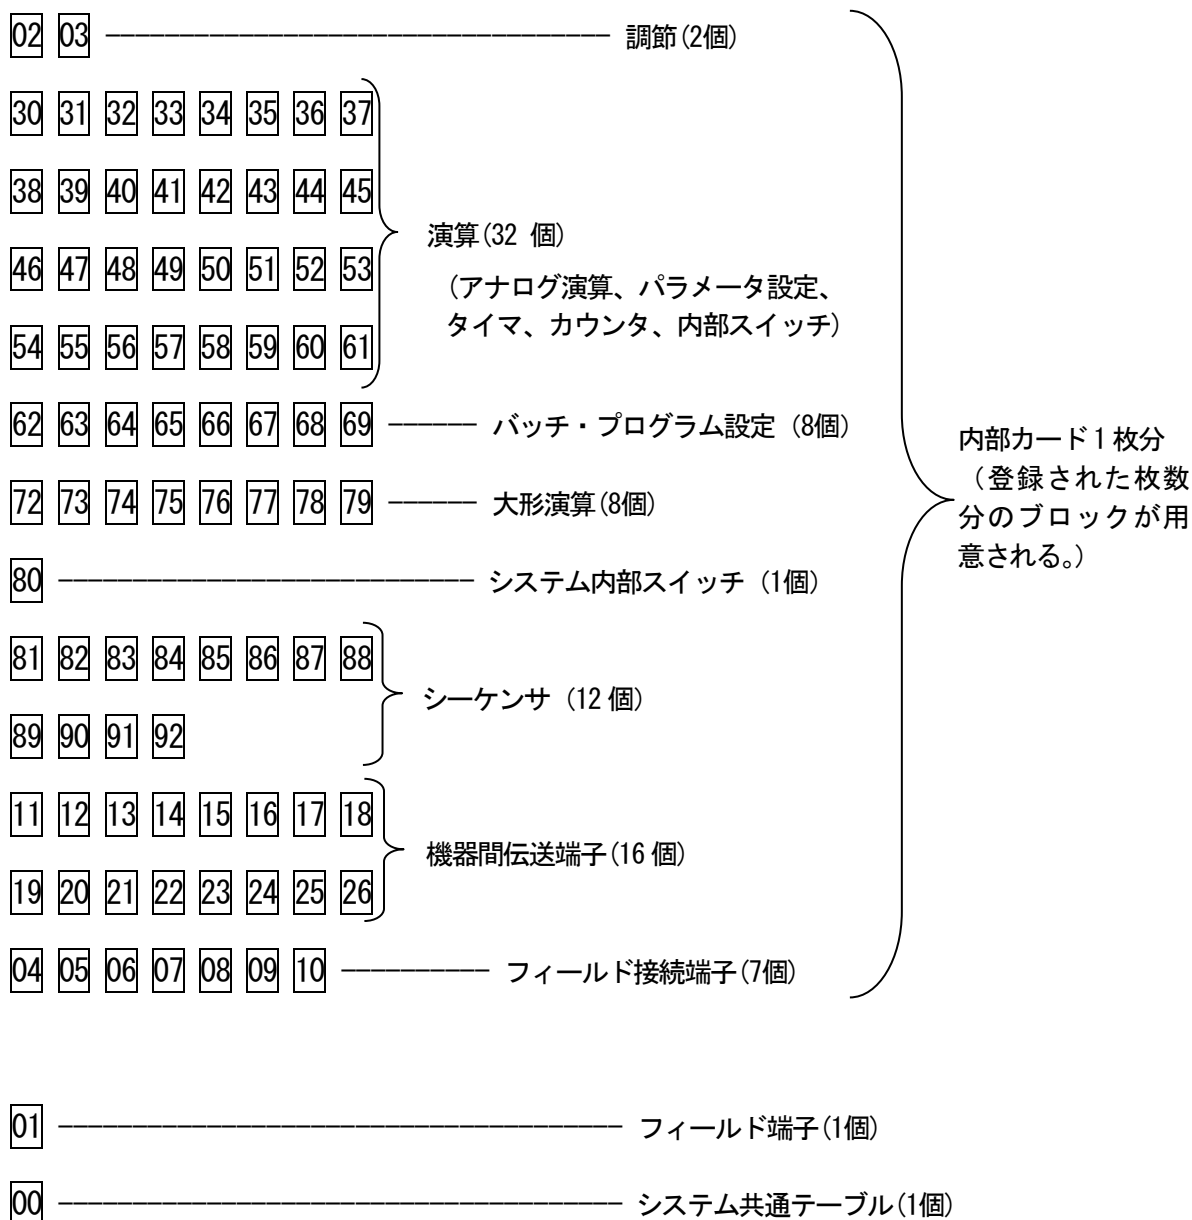 02 03 調節(2個)
30 31 32 33 34 35 36 37
38 39 40 41 42 43 44 45
演算(32 個)
46 47 48 49 50 51 52 53
(アナログ演算、パラメータ設定、
タイマ、カウンタ、内部スイッチ)
54 55 56 57 58 59 60 61
62 63 64 65 66 67 68 69 バッチ・プログラム設定 (8個)
72 73 74 75 76 77 78 79 大形演算(8個)
80 システム内部スイッチ (1個)
81 82 83 84 85 86 87 88
シーケンサ (12 個)
89 90 91 92
11 12 13 14 15 16 17 18
機器間伝送端子(16 個)
19 20 21 22 23 24 25 26
04 05 06 07 08 09 10 フィールド接続端子(7個)
内部カード1枚分
(登録された枚数
分のブロックが用
意される。)
01 フィールド端子(1個)
00 システム共通テーブル(1個)